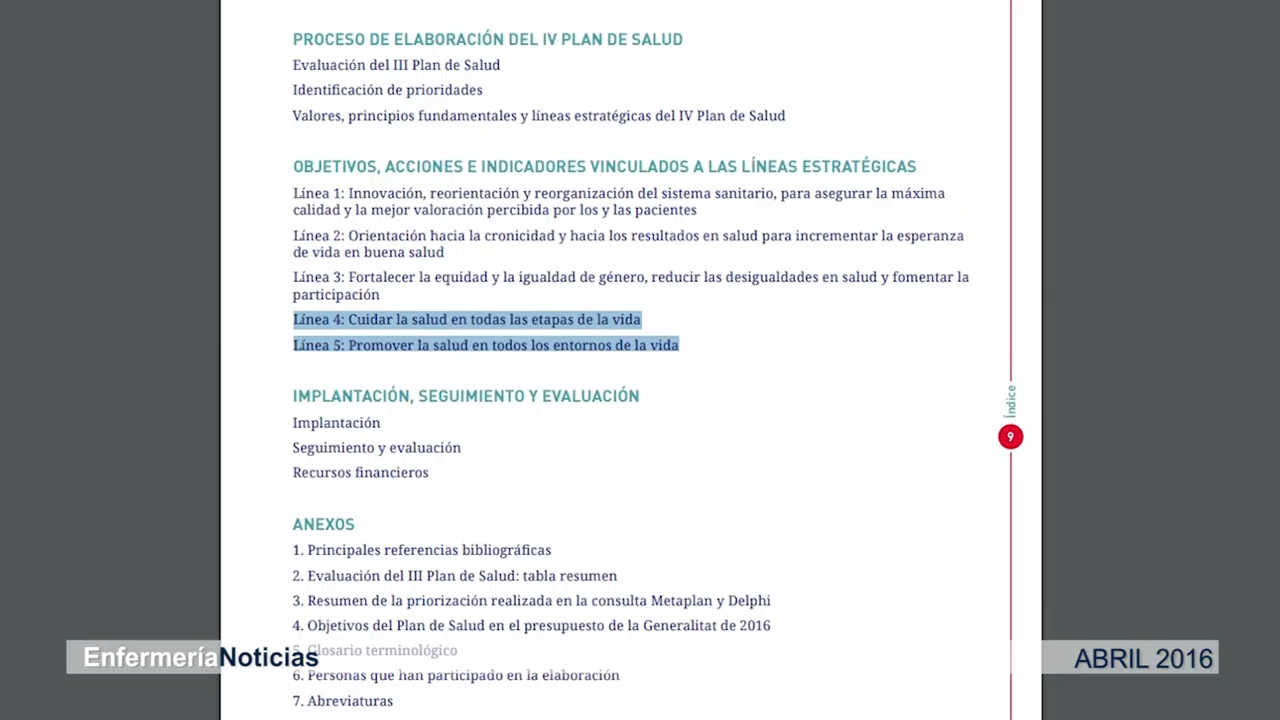 PROCESO DE ELABORACIÓN DEL IV PLAN DE SALUD
Evaluación del III Plan de Salud
Identificación de prioridades
Valores, principios fundamentales y líneas estratégicas del IV Plan de Salud
OBJETIVOS, ACCIONES E INDICADORES VINCULADOS A LAS LÍNEAS ESTRATÉGICAS
Línea 1: Innovación, reorientación y reorganización del sistema sanitario, para asegurar la máxima
calidad y la mejor valoración percibida por los y las pacientes
Línea 2: Orientación hacia la cronicidad y hacia los resultados en salud para incrementar la esperanza
de vida en buena salud
Línea 3: Fortalecer la equidad y la igualdad de género, reducir las desigualdades en salud y fomentar la
participación
Línea 4: Cuidar la salud en todas las etapas de la vida
Línea 5: Promover la salud en todos los entornos de la vida
IMPLANTACIÓN, SEGUIMIENTO Y EVALUACIÓN
Implantación
Seguimiento y evaluación
Recursos financieros
Índice
9
ANEXOS
1. Principales referencias bibliográficas
2. Evaluación del III Plan de Salud: tabla resumen
3. Resumen de la priorización realizada en la consulta Metaplan y Delphi
4. Objetivos del Plan de Salud en el presupuesto de la Generalitat de 2016
5. Glosario terminológico
6. Personas que han participado en la elaboración
7. Abreviaturas
EnfermeríaNoticias
ABRIL 2016